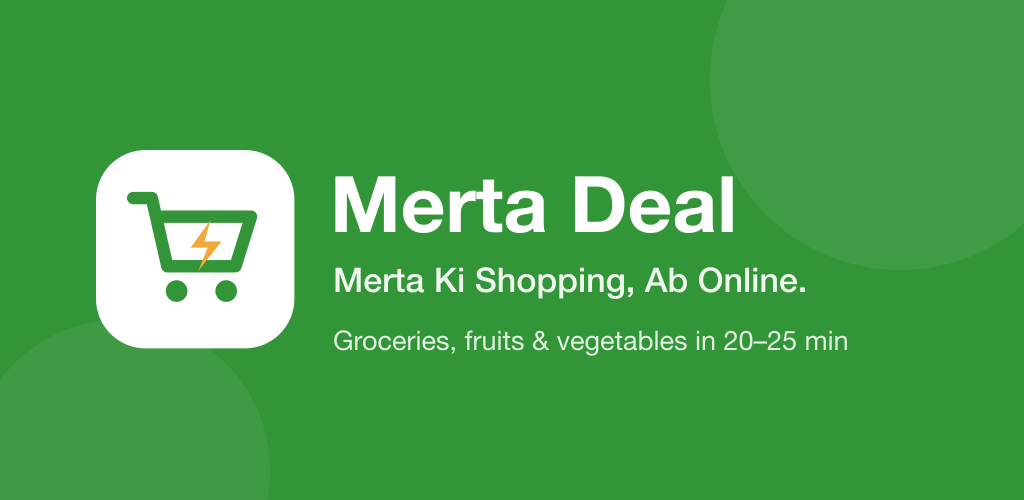 Merta Deal
Merta Ki Shopping, Ab Online.
Groceries, fruits & vegetables in 20–25 min